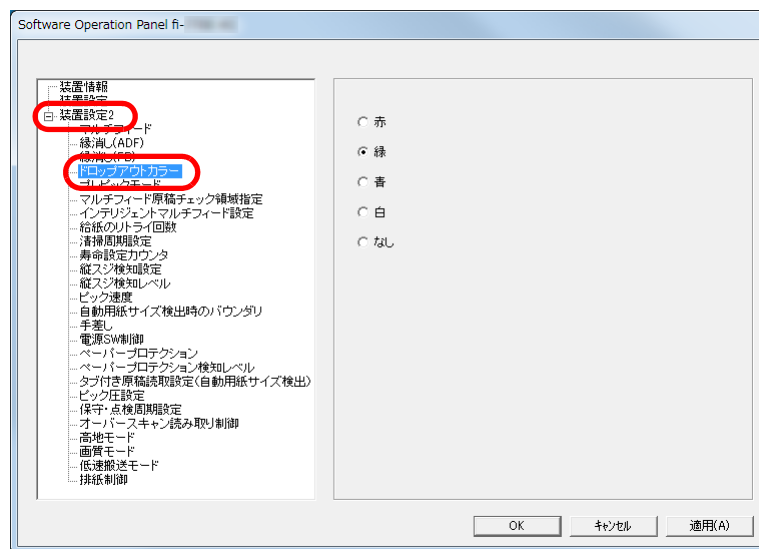 Software Operation Panel fi-
装置情報
装置設定
装置設定2
マルチフィード
縁消し(ADF)
縁消し(FB)
ドロップアウトカラー
プレピックモード
マルチフィード原稿チェック領域指定
インテリジェントマルチフィード設定
給紙のリトライ回数
清掃周期設定
寿命設定カウンタ
縦スジ検知設定
縦スジ検知レベル
ピック速度
自動用紙サイズ検出時のバウンダリ
手差し
電源SW制御
ペーパープロテクション
ペーパープロテクション検知レベル
タブ付き原稿読取設定(自動用紙サイズ検出)
ピック圧設定
保守・点検周期設定
オーバースキャン読み取り制御
高地モード
画質モード
低速搬送モード
排紙制御
赤
緑
青
白
なし
OK
キャンセル
適用(A)